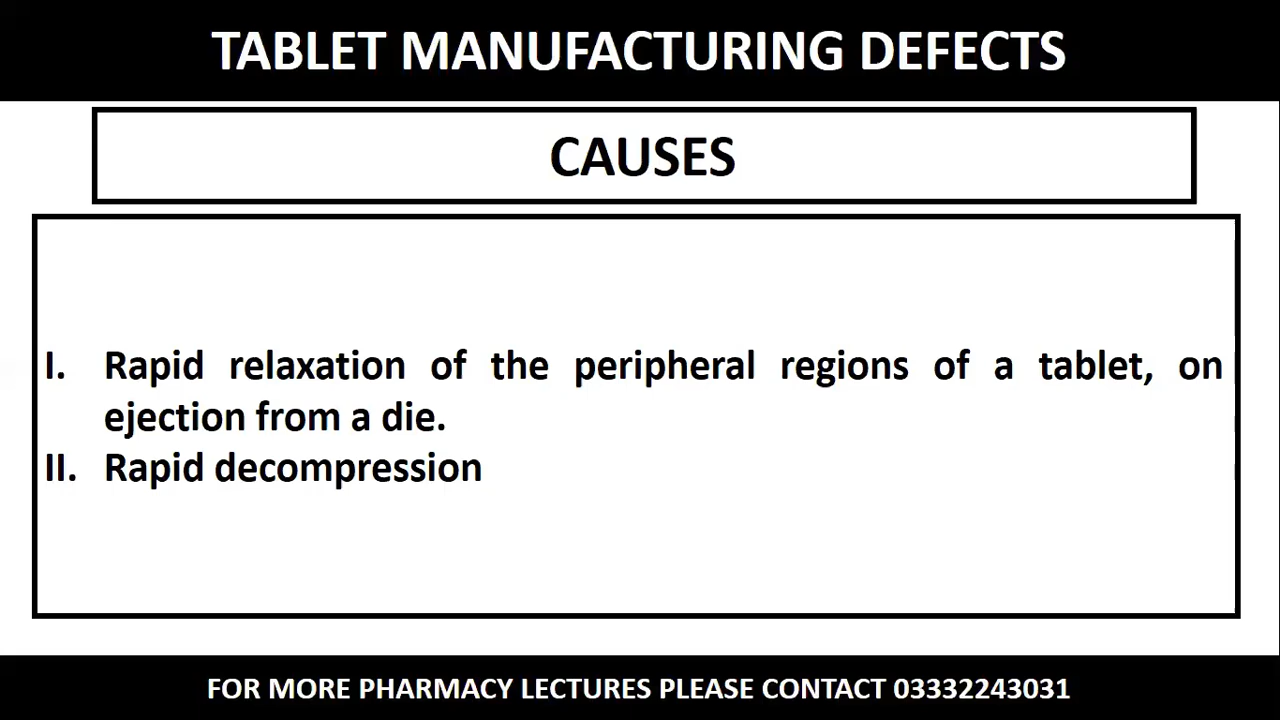 TABLET MANUFACTURING DEFECTS
CAUSES
I. Rapid relaxation of the peripheral regions of a tablet, on
ejection from a die.
II. Rapid decompression
FOR MORE PHARMACY LECTURES PLEASE CONTACT 03332243031